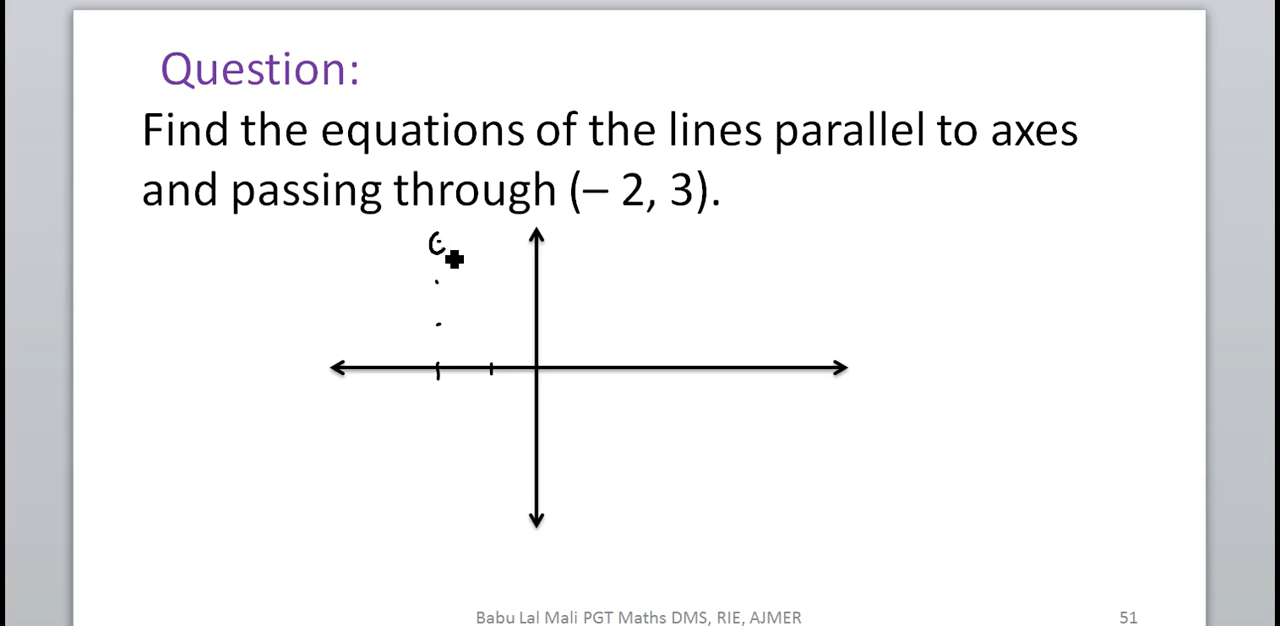 Question:
Find the equations of the lines parallel to axes
and passing through (– 2, 3).
Babu Lal Mali PGT Maths DMS, RIE, AJMER
51